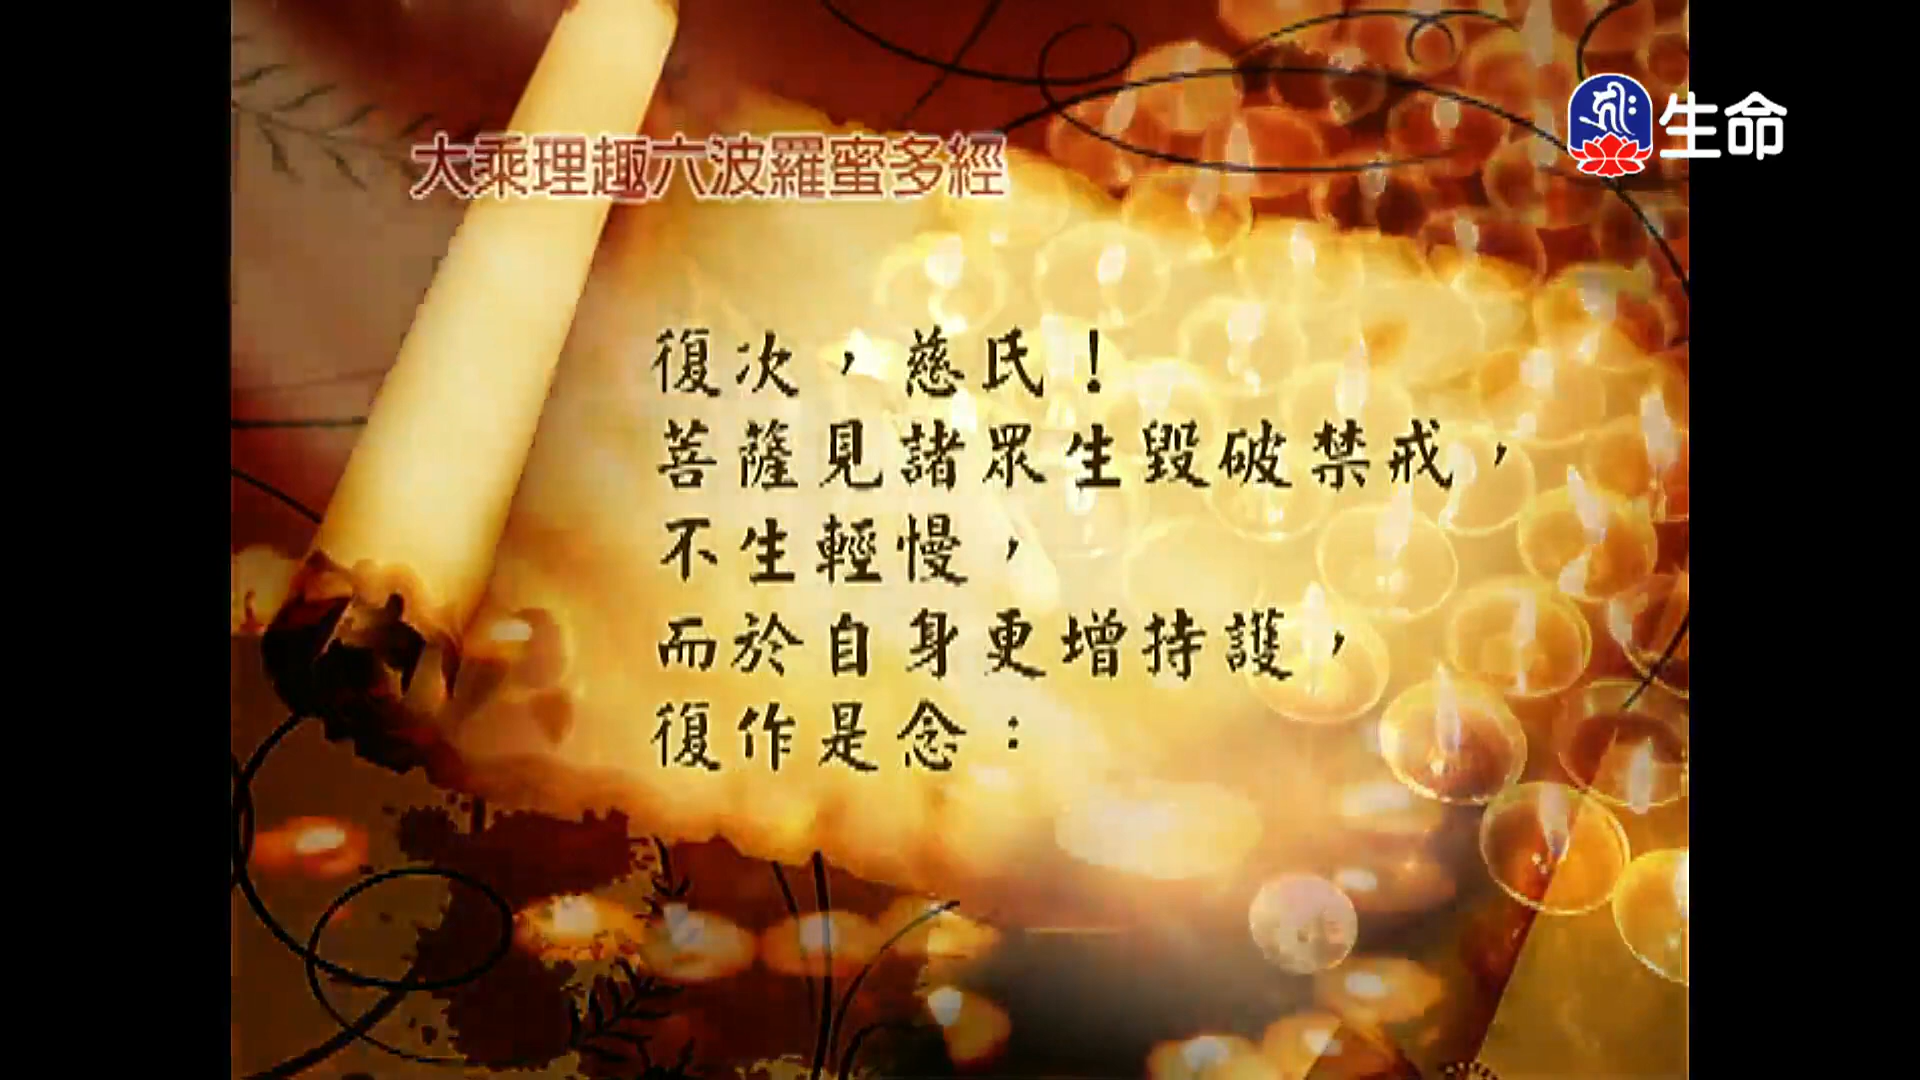 大乘理趣六波羅蜜多經
生命
復次，慈氏！
菩薩見諸眾生毀破禁戒，
不生輕慢，
而於自身更增持護，
復作是念：